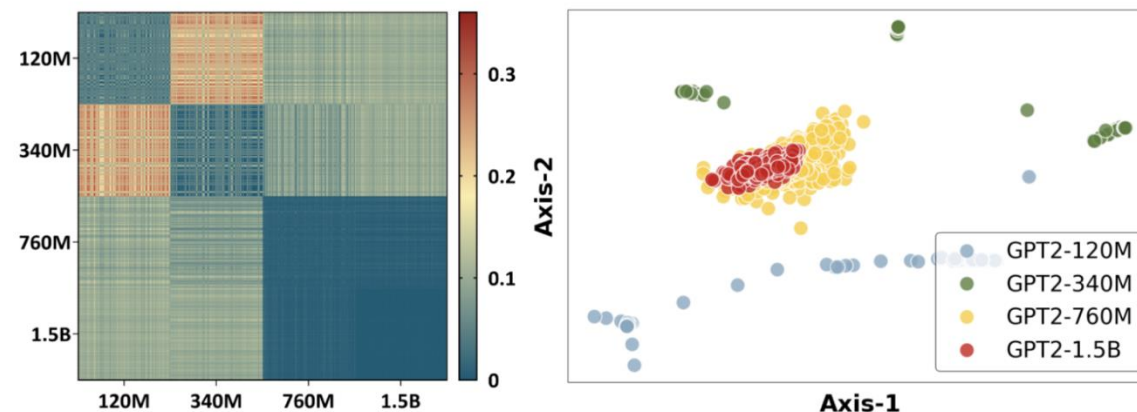 120M
340M
760M
1.5B
120M
340M
760M
1.5B
0.3
0.2
0.1
0
Axis-2
Axis-1
GPT2-120M
GPT2-340M
GPT2-760M
GPT2-1.5B